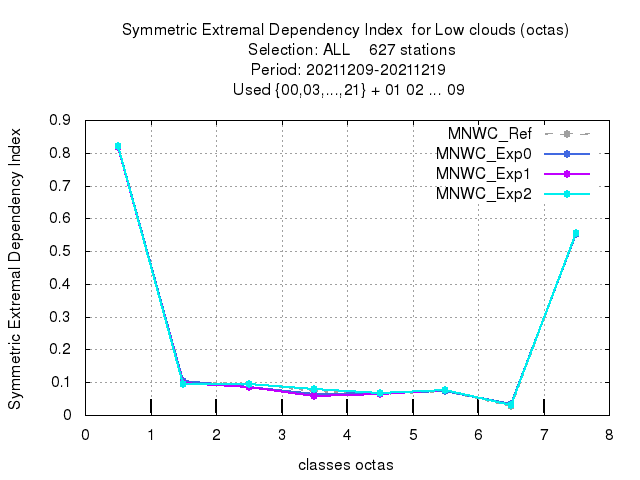 Symmetric Extremal Dependency Index  for Low clouds (octas)
Selection: ALL    627 stations
Period: 20211209-20211219
Used {00,03,...,21} + 01 02 ... 09
Symmetric Extremal Dependency Index
0.9
0.8
0.7
0.6
0.5
0.4
0.3
0.2
0.1
0
MNWC_Ref
MNWC_Exp0
MNWC_Exp1
MNWC_Exp2
0 1 2 3 4 5 6 7 8
classes octas